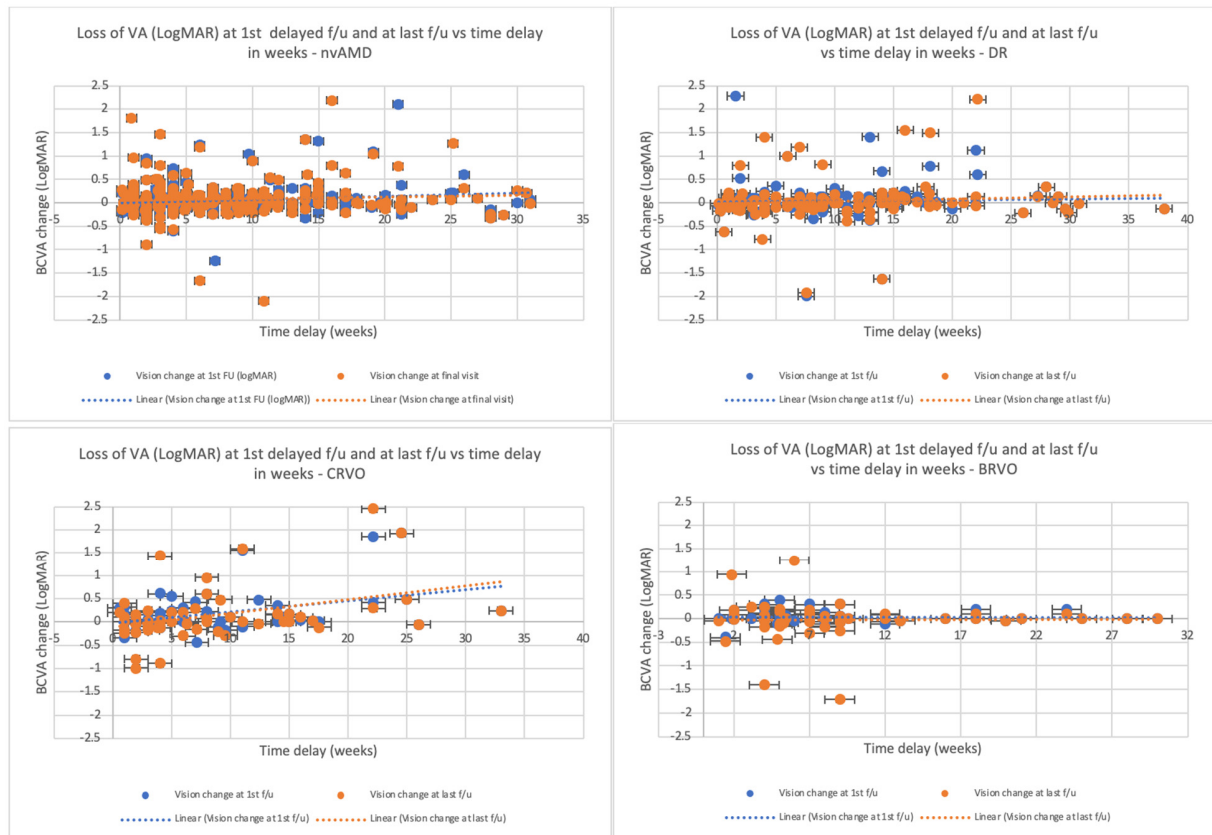 Loss of VA (LogMAR) at 1st delayed f/u and at last f/u vs time delay
in weeks - nvAMD
BCVA change (LogMAR)
2.5
2
1.5
1
0.5
0
-0.5
-1
-1.5
-2
-2.5
-5 0 5 10 15 20 25 30 35
Time delay (weeks)
Vision change at 1st FU (logMAR) Vision change at final visit
Linear (Vision change at 1st FU (logMAR)) Linear (Vision change at final visit)
Loss of VA (LogMAR) at 1st delayed f/u and at last f/u
vs time delay in weeks - DR
BCVA change (LogMAR)
2.5
2
1.5
1
0.5
0
-0.5
-1
-1.5
-2
-2.5
-5 0 5 10 15 20 25 30 35 40
Time delay (weeks)
Vision change at 1st f/u Vision change at last f/u
Linear (Vision change at 1st f/u) Linear (Vision change at last f/u)
Loss of VA (LogMAR) at 1st delayed f/u and at last f/u vs time delay
in weeks - CRVO
BCVA change (LogMAR)
2.5
2
1.5
1
0.5
0
-0.5
-1
-1.5
-2
-2.5
-5 0 5 10 15 20 25 30 35 40
Time delay (weeks)
Vision change at 1st f/u Vision change at last f/u
Linear (Vision change at 1st f/u) Linear (Vision change at last f/u)
Loss of VA (LogMAR) at 1st delayed f/u and at last f/u
vs time delay in weeks - BRVO
BCVA change (LogMAR)
2.5
2
1.5
1
0.5
0
-0.5
-1
-1.5
-2
-2.5
-3 2 7 12 17 22 27 32
Time delay (weeks)
Vision change at 1st f/u Vision change at last f/u
Linear (Vision change at 1st f/u) Linear (Vision change at last f/u)